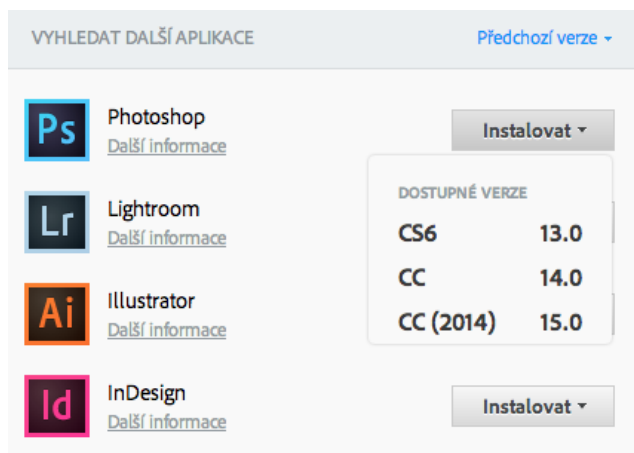 VYHLEDAT DALŠÍ APLIKACE Předchozí verze
Ps Photoshop Instalovat
Další informace
DOSTUPNÉ VERZE
CS6 13.0
CC 14.0
CC (2014) 15.0
Lr Lightroom
Další informace
Ai Illustrator
Další informace
Id InDesign Instalovat
Další informace